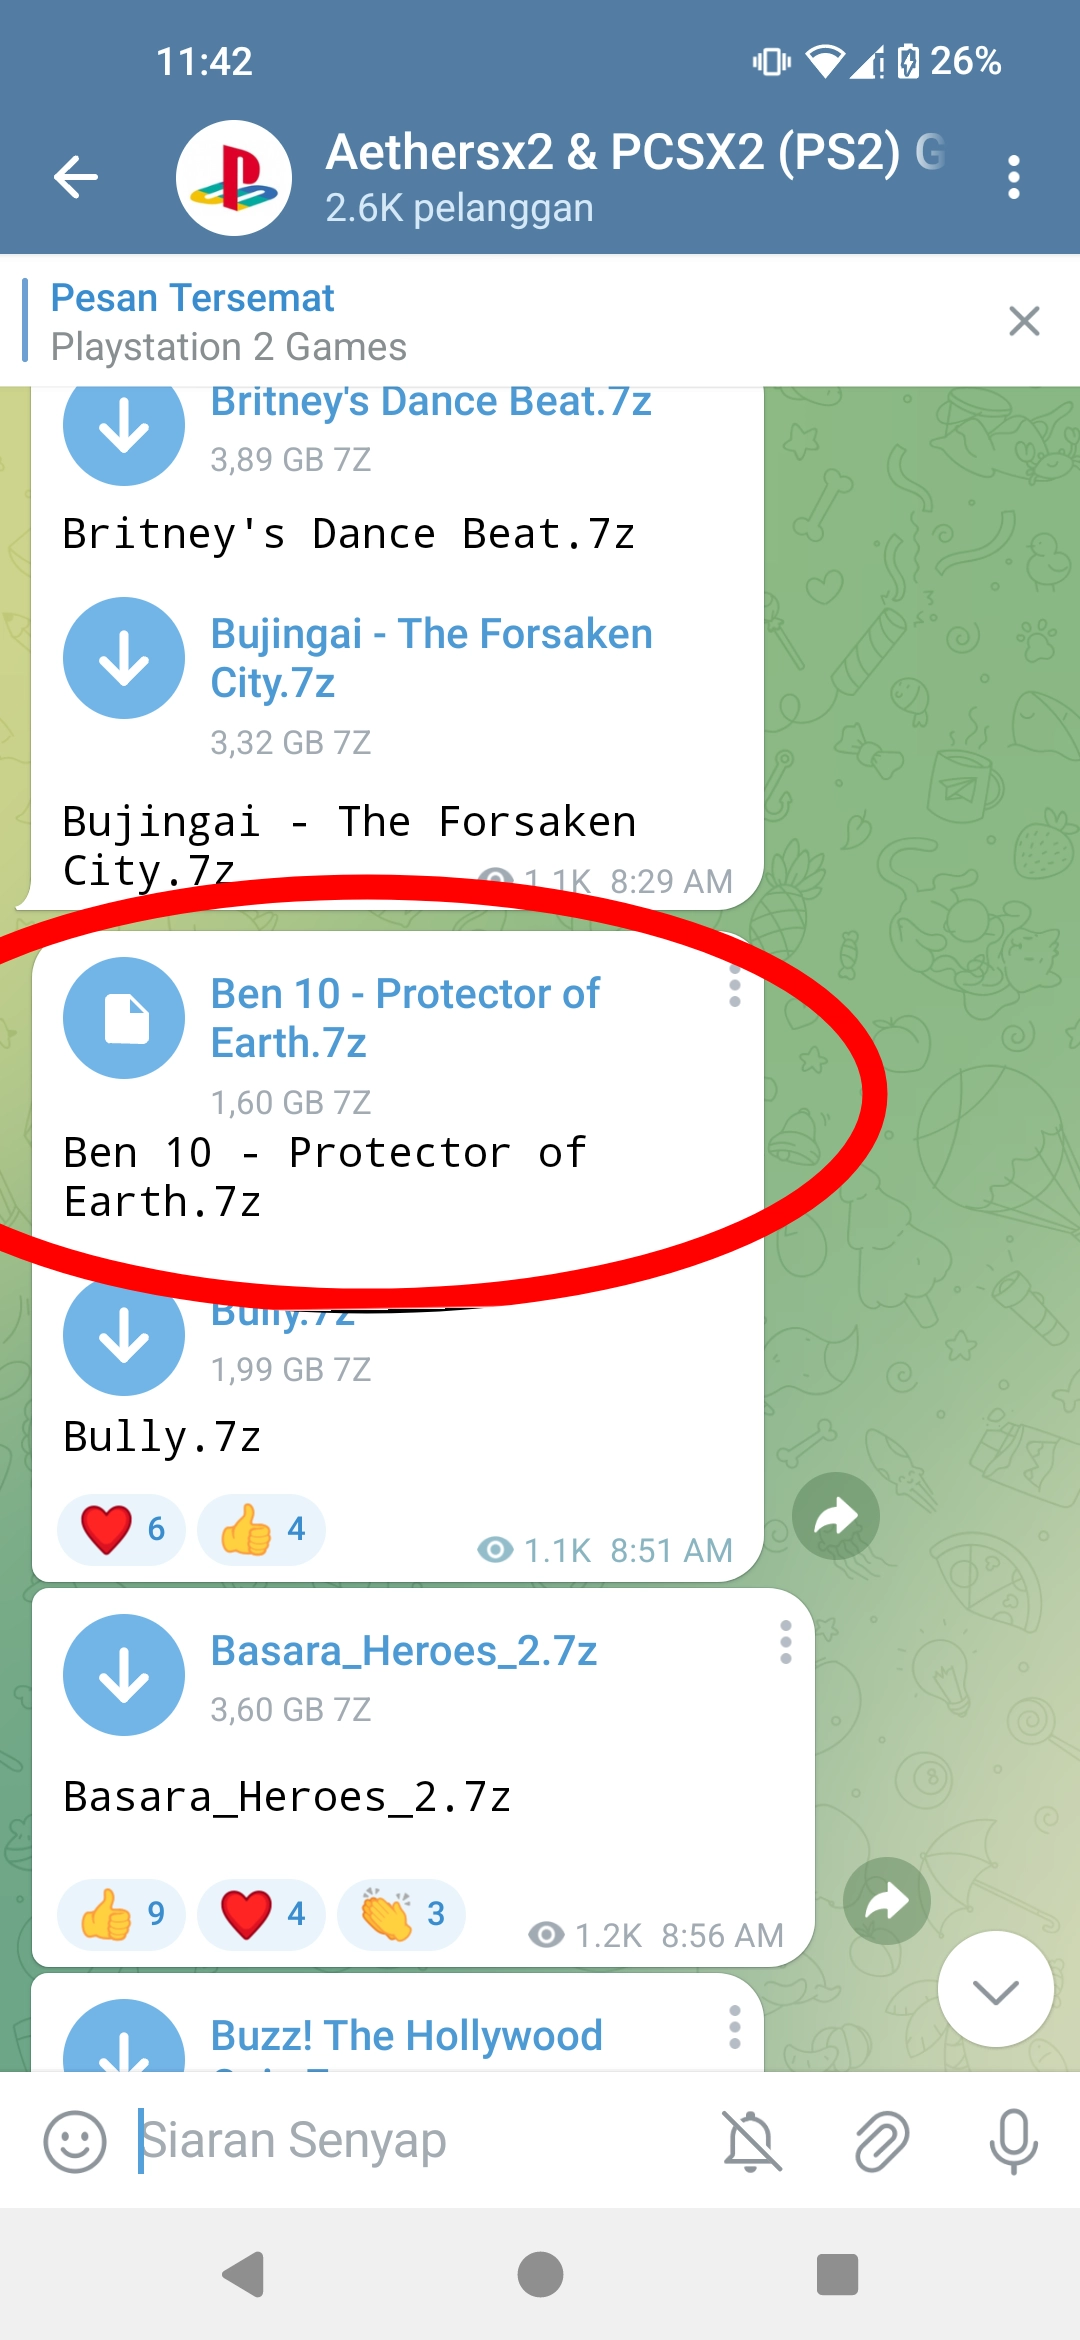 11:42
26%
Aethersx2 & PCSX2 (PS2) G
2.6K pelanggan
Pesan Tersemat
Playstation 2 Games
Britney's Dance Beat.7z
3,89 GB 7Z
Britney's Dance Beat.7z
Bujingai - The Forsaken
City.7z
3,32 GB 7Z
Bujingai - The Forsaken
City.7z
1.1K 8:29 AM
Ben 10 - Protector of
Earth.7z
1,60 GB 7Z
Ben 10 - Protector of
Earth.7z
Bully.7z
1,99 GB 7Z
Bully.7z
6 4
1.1K 8:51 AM
Basara_Heroes_2.7z
3,60 GB 7Z
Basara_Heroes_2.7z
9 4 3
1.2K 8:56 AM
Buzz! The Hollywood
Siaran Senyap